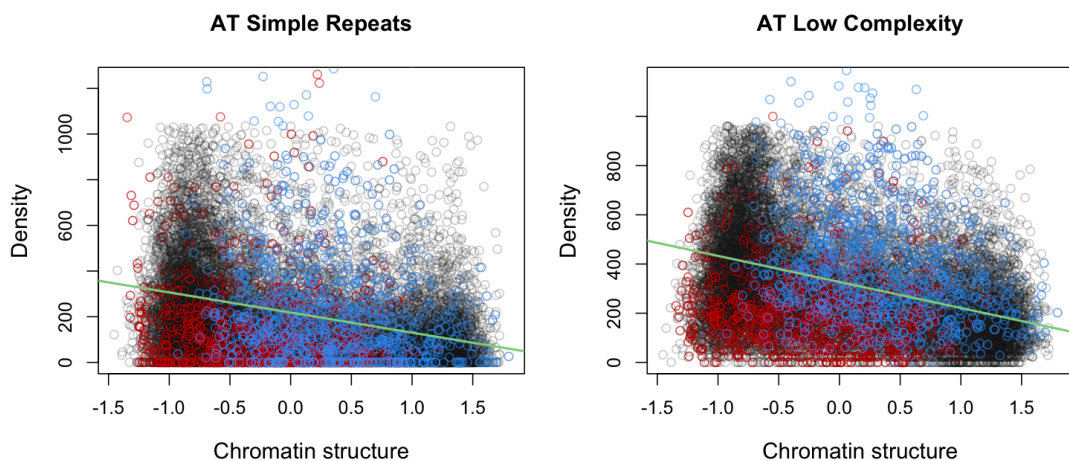 AT Simple Repeats
Density
0
200
600
1000
-1.5 -1.0 -0.5 0.0 0.5 1.0 1.5
Chromatin structure
AT Low Complexity
Density
0
200
400
600
800
-1.5 -1.0 -0.5 0.0 0.5 1.0 1.5
Chromatin structure